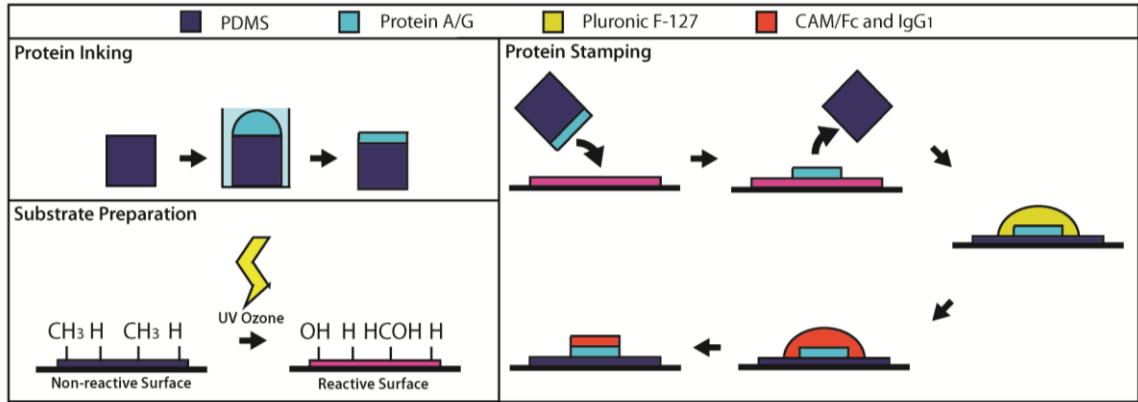 PDMS Protein A/G Pluronic F-127 CAM/Fc and IgG1
Protein Inking
Protein Stamping
Substrate Preparation
UV Ozone
CH3 H CH3 H
OH H HCOH H
Non-reactive Surface
Reactive Surface